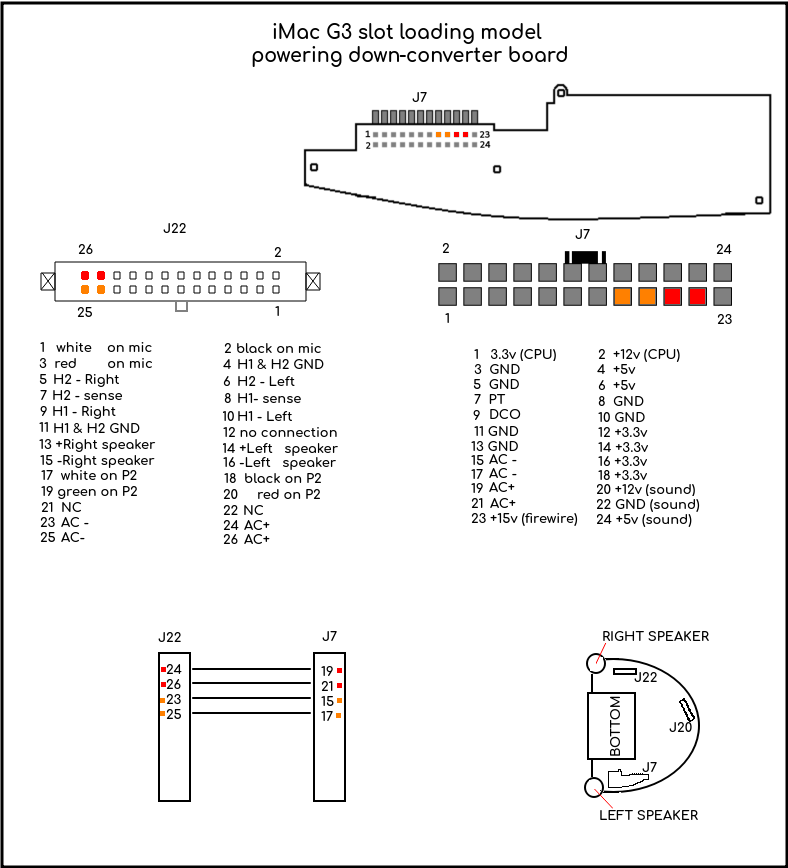 iMac G3 slot loading model
powering down-converter board
J7
1 23
2 24
J22
26 2
25 1
J7
2 24
1 23
1 white on mic
3 red on mic
5 H2 - Right
7 H2 - sense
9 H1 - Right
11 H1 & H2 GND
13 +Right speaker
15 -Right speaker
17 white on P2
19 green on P2
21 NC
23 AC -
25 AC-
2 black on mic
4 H1 & H2 GND
6 H2 - Left
8 H1- sense
10 H1 - Left
12 no connection
14 +Left speaker
16 -Left speaker
18 black on P2
20 red on P2
22 NC
24 AC+
26 AC+
1 3.3v (CPU)
3 GND
5 GND
7 PT
9 DCO
11 GND
13 GND
15 AC -
17 AC -
19 AC+
21 AC+
23 +15v (firewire)
2 +12v (CPU)
4 +5v
6 +5v
8 GND
10 GND
12 +3.3v
14 +3.3v
16 +3.3v
18 +3.3v
20 +12v (sound)
22 GND (sound)
24 +5v (sound)
J22 J7
24 19
26 21
23 15
25 17
RIGHT SPEAKER
J22
BOTTOM
J20
J7
LEFT SPEAKER